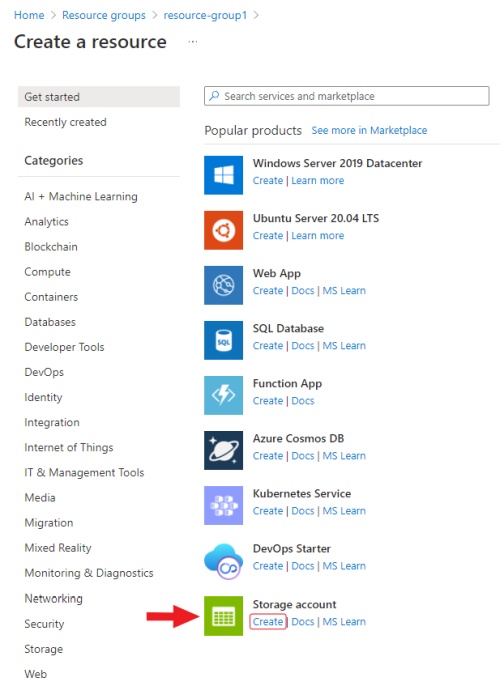 Home > Resource groups > resource-group1 >
Create a resource ...
Get started
Recently created
Categories
AI + Machine Learning
Analytics
Blockchain
Compute
Containers
Databases
Developer Tools
DevOps
Identity
Integration
Internet of Things
IT & Management Tools
Media
Migration
Mixed Reality
Monitoring & Diagnostics
Networking
Security
Storage
Web
Search services and marketplace
Popular products See more in Marketplace
Windows Server 2019 Datacenter
Create | Learn more
Ubuntu Server 20.04 LTS
Create | Learn more
Web App
Create | Docs | MS Learn
SQL
SQL Database
Create | Docs | MS Learn
Function App
Create | Docs
Azure Cosmos DB
Create | Docs | MS Learn
Kubernetes Service
Create | Docs | MS Learn
DevOps Starter
Create | Docs | MS Learn
Storage account
Create | Docs | MS Learn